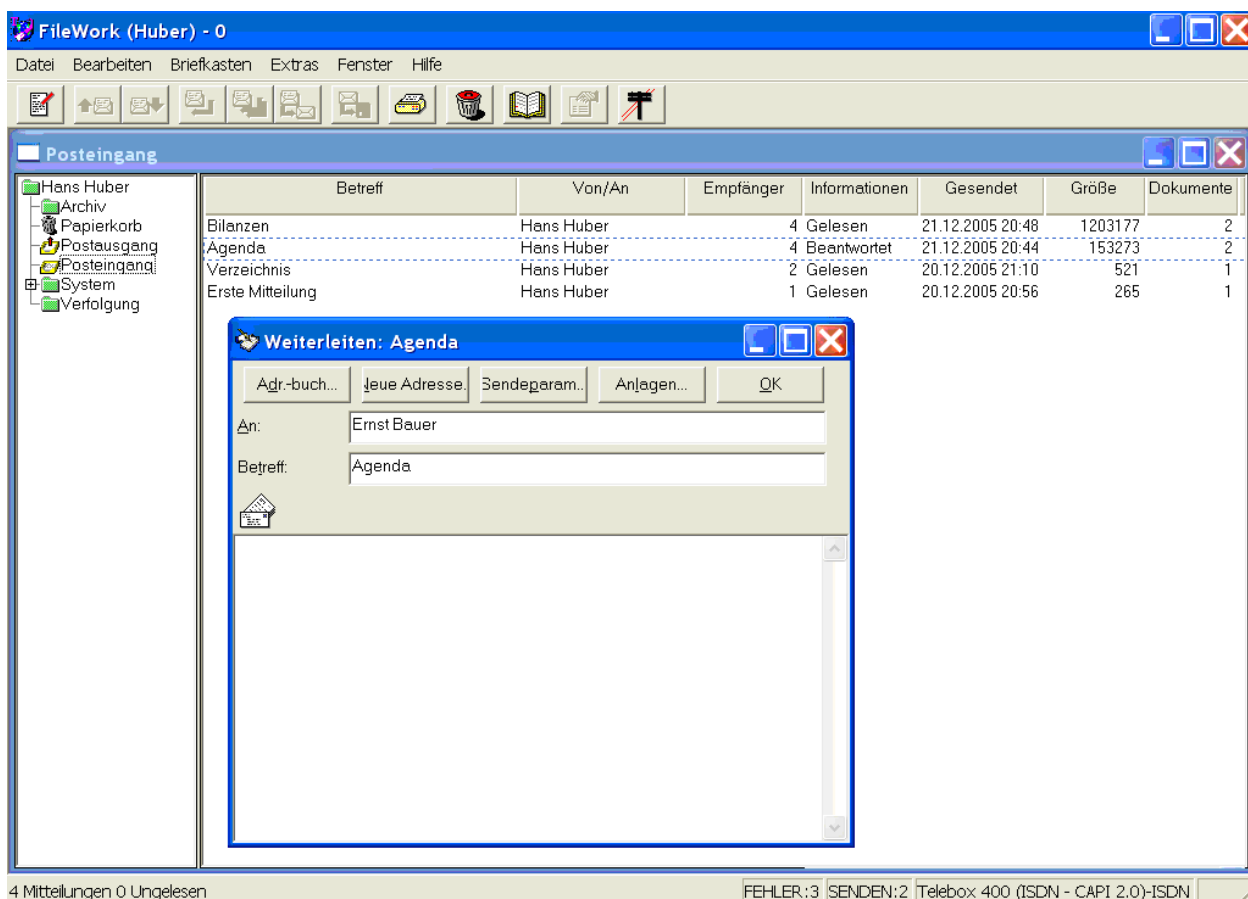 FileWork (Huber) - 0
Datei Bearbeiten Briefkasten Extras Fenster Hilfe
Posteingang
Hans Huber
Archiv
Papierkorb
Postausgang
Posteingang
System
Verfolgung
Betreff Von/An Empfänger Informationen Gesendet Größe Dokumente
Bilanzen Hans Huber 4 Gelesen 21.12.2005 20:48 1203177 2
Agenda Hans Huber 4 Beantwortet 21.12.2005 20:44 153273 2
Verzeichnis Hans Huber 2 Gelesen 20.12.2005 21:10 521 1
Erste Mitteilung Hans Huber 1 Gelesen 20.12.2005 20:56 265 1
Weiterleiten: Agenda
Adr.-buch... Neue Adresse. Sendeparam.. Anlagen... OK
An: Ernst Bauer
Betreff: Agenda
4 Mitteilungen 0 Ungelesen FEHLER:3 SENDEN:2 Telebox 400 (ISDN - CAPI 2.0)-ISDN